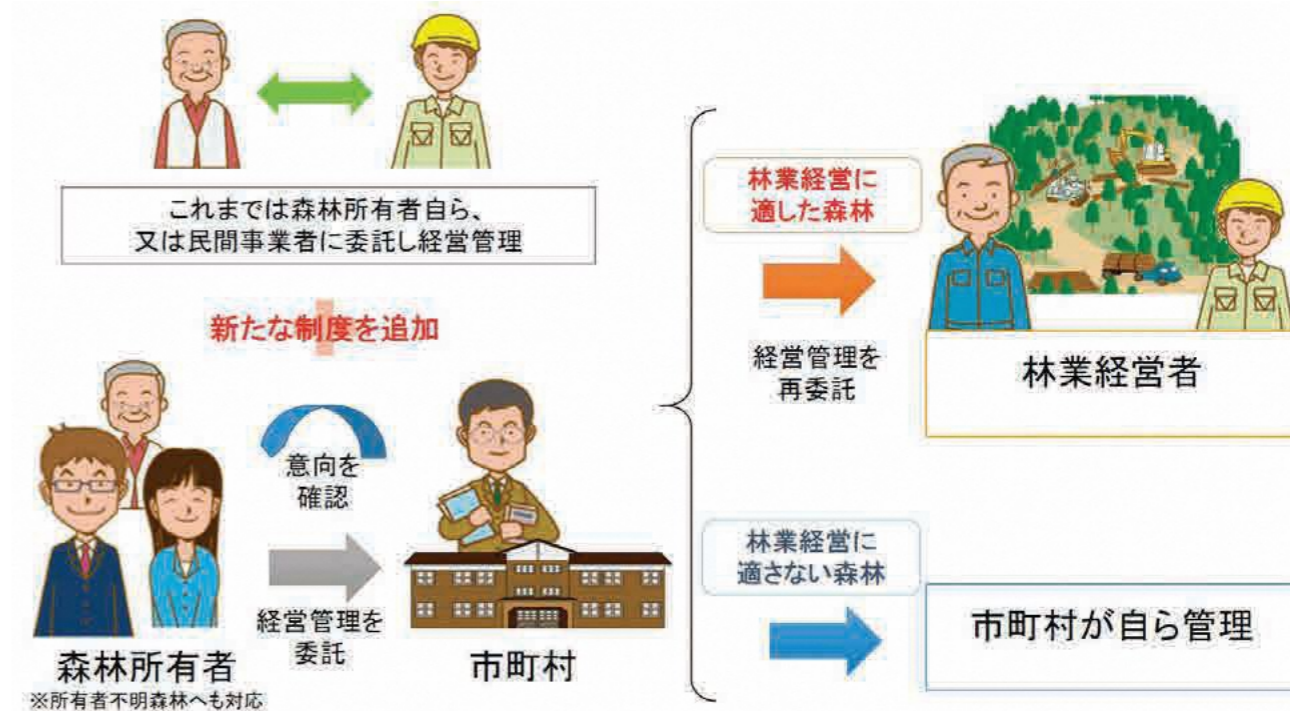 これまでは森林所有者自ら、
又は民間事業者に委託し経営管理
新たな制度を追加
意向を
確認
経営管理を
委託
森林所有者
※所有者不明森林へも対応
市町村
林業経営に
適した森林
経営管理を
再委託
林業経営者
林業経営に
適さない森林
市町村が自ら管理